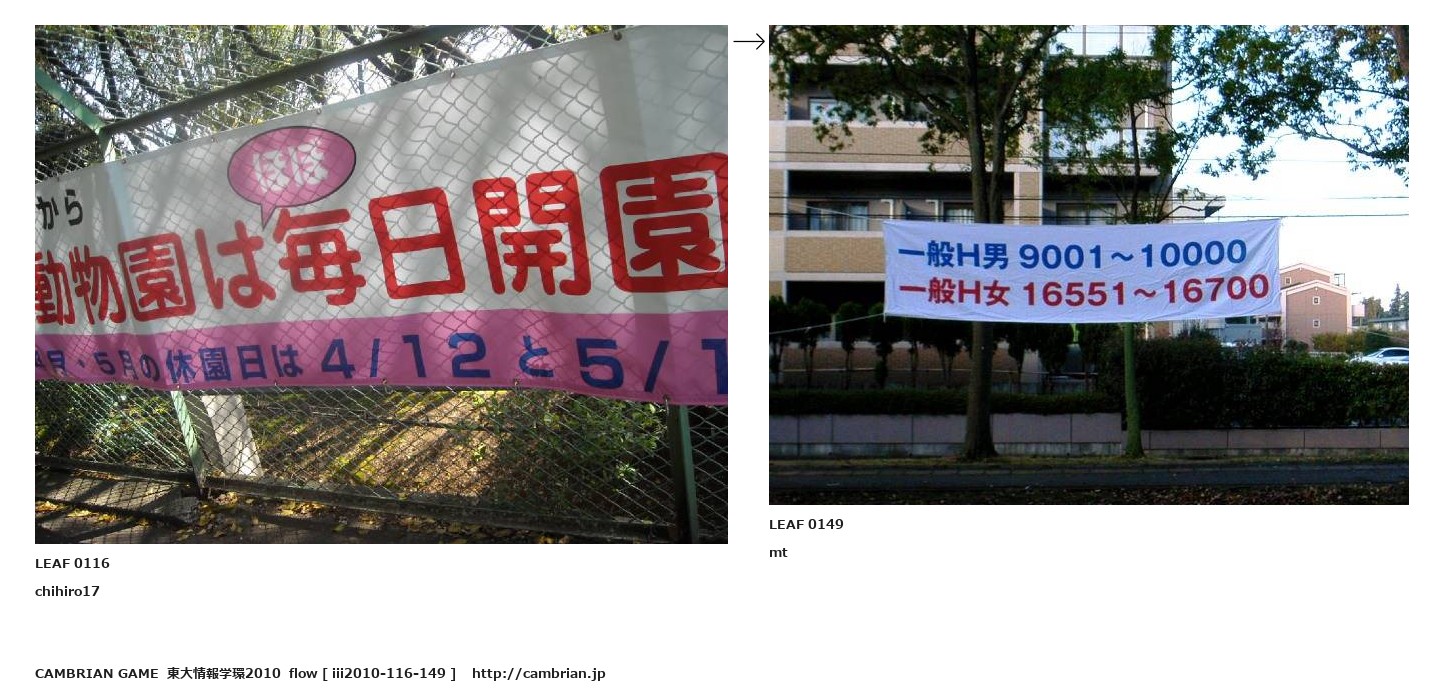 ほぼ
から
動物園は毎日開園
・5月の休園日は 4/12と5/1
一般H男 9001～10000
一般H女 16551～16700
LEAF 0116
chihiro17
LEAF 0149
mt
CAMBRIAN GAME 東大情報学環2010 flow [ iii2010-116-149 ] http://cambrian.jp